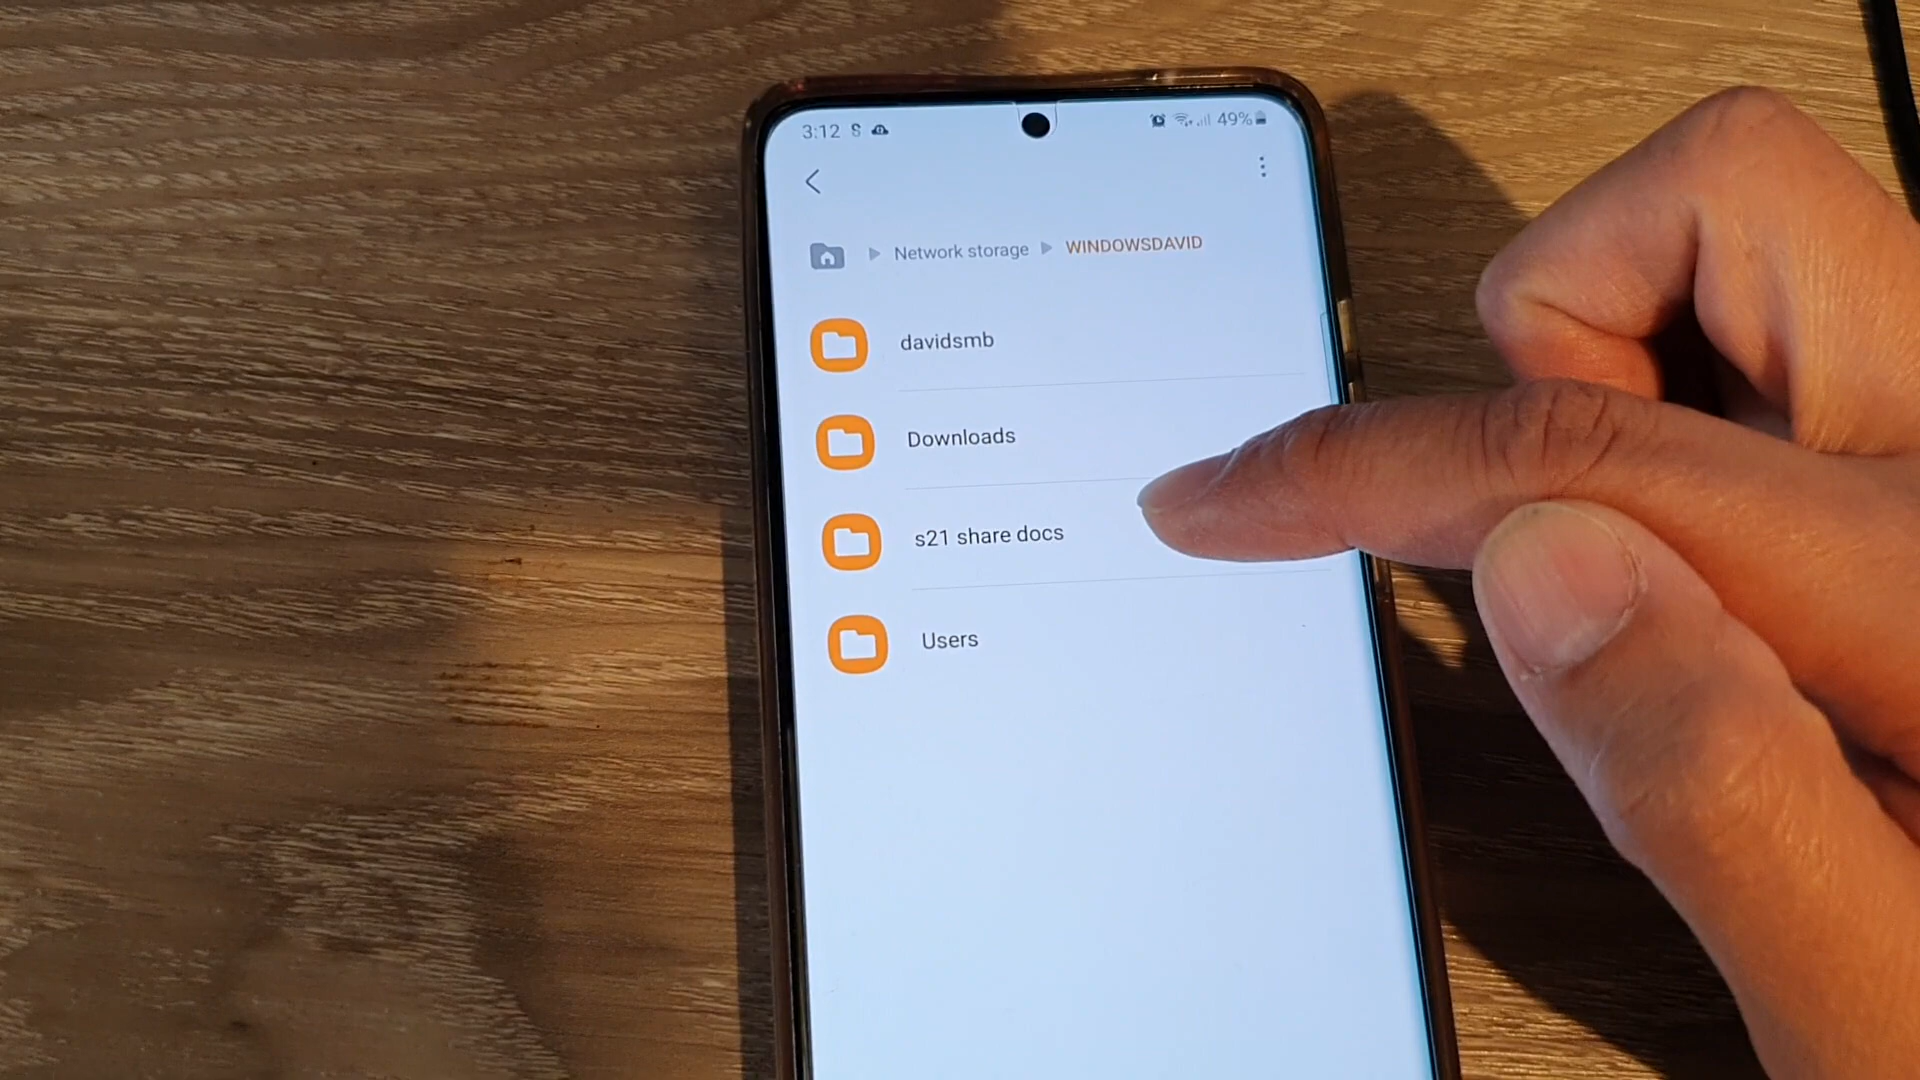 3:12
49%
Network storage WINDOWSDAVID
davidsmb
Downloads
s21 share docs
Users